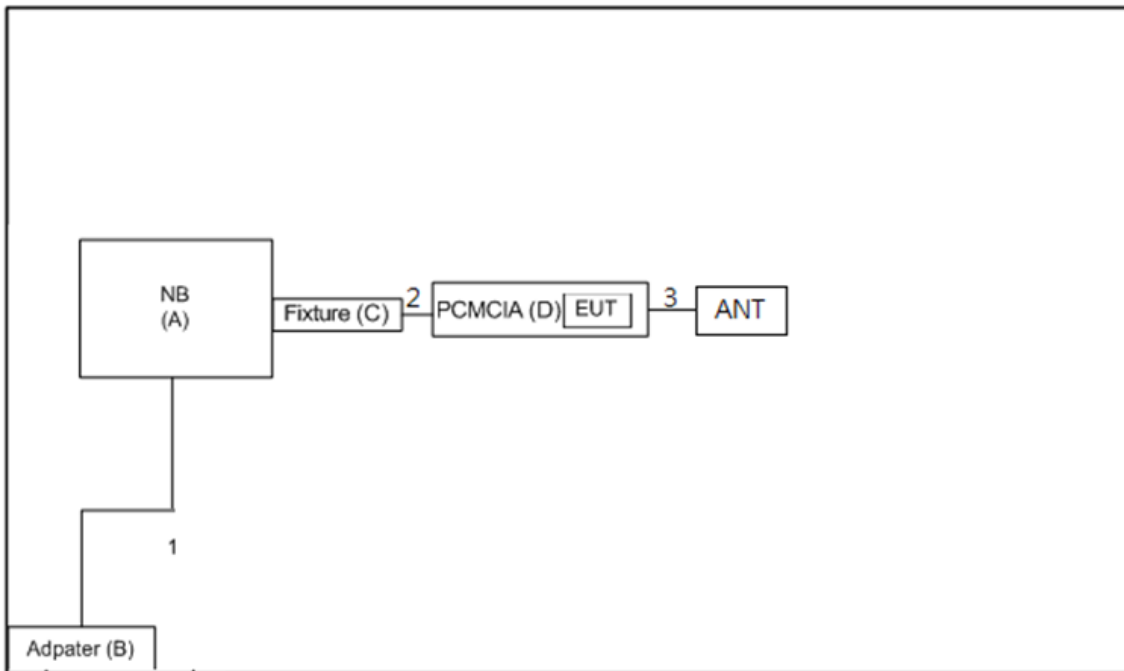 NB
(A)
Fixture (C)
2
PCMCIA (D)
EUT
3
ANT
1
Adpater (B)